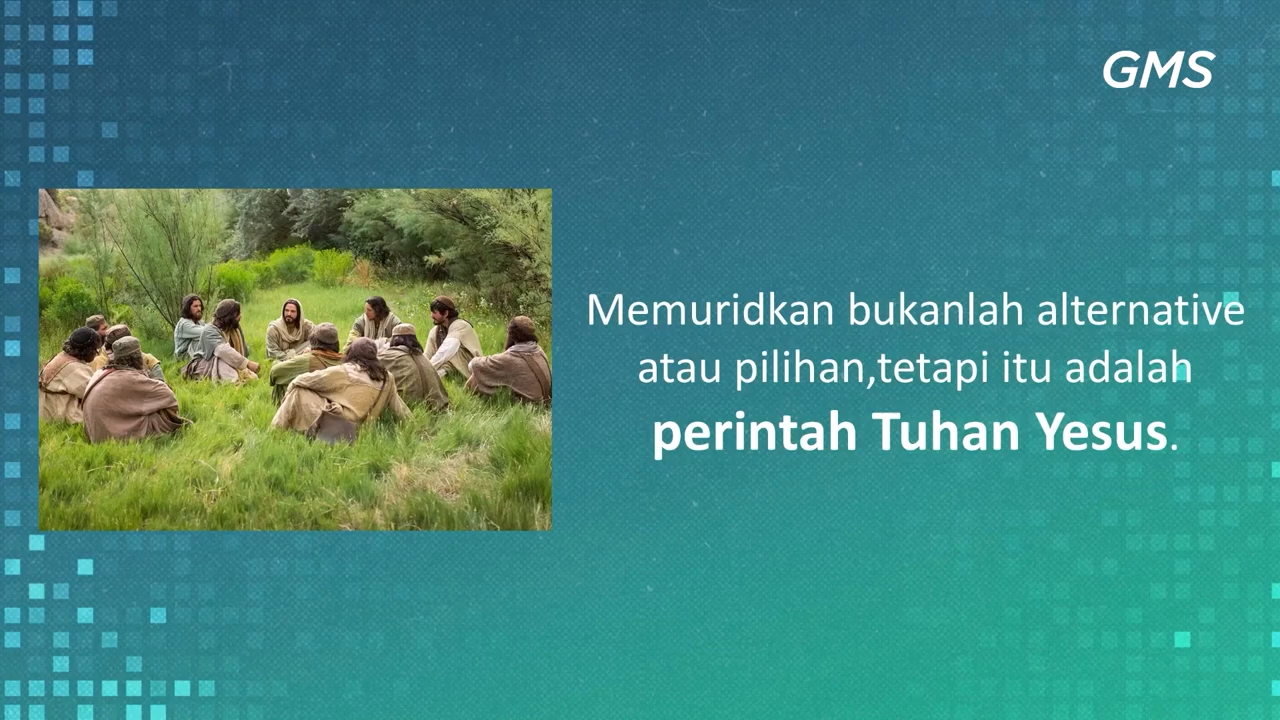 GMS
Memuridkan bukanlah alternative
atau pilihan,tetapi itu adalah
perintah Tuhan Yesus.